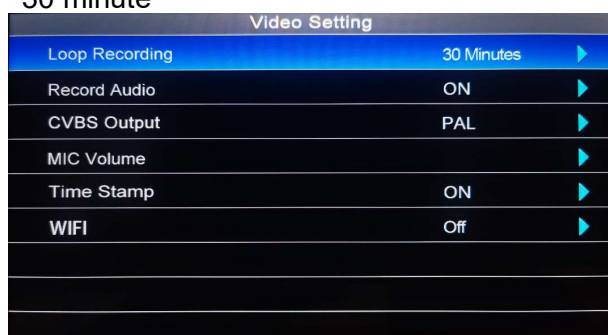 30 minute
Video Setting
Loop Recording 30 Minutes
Record Audio ON
CVBS Output PAL
MIC Volume
Time Stamp ON
WIFI Off